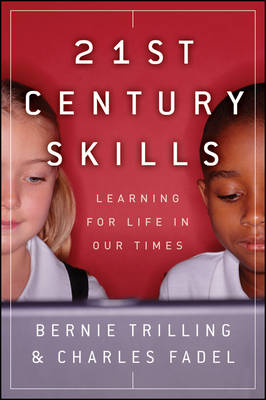 21ST
CENTURY
SKILLS
LEARNING
FOR LIFE IN
OUR TIMES
BERNIE TRILLING
& CHARLES FADEL